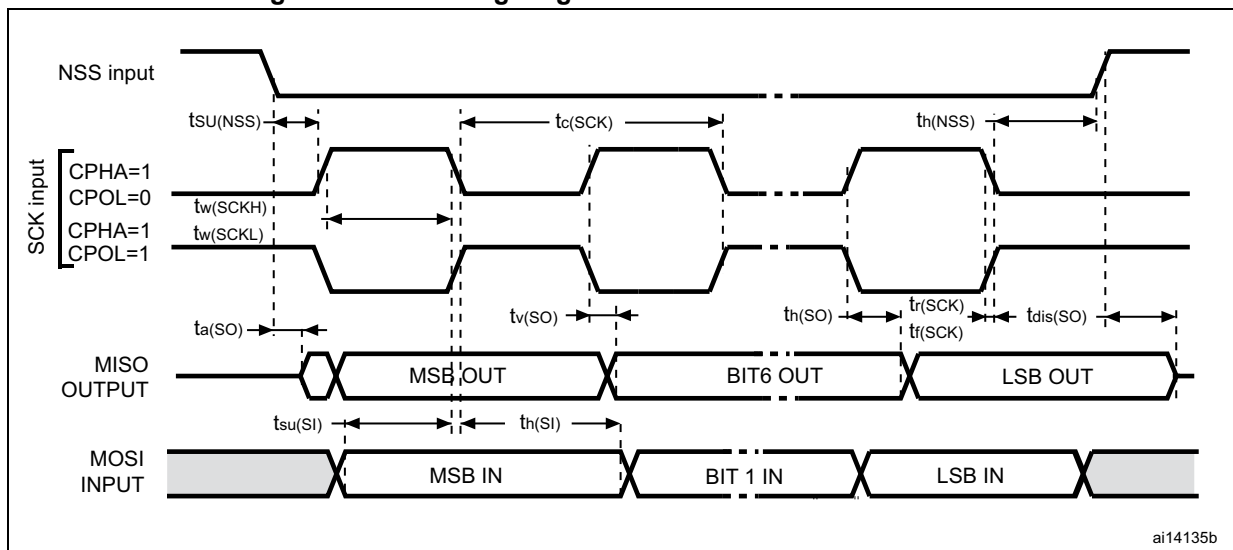 NSS input
tSU(NSS)
tc(SCK)
th(NSS)
SCK input
CPHA=1
CPOL=0
tw(SCKH)
CPHA=1
tw(SCKL)
CPOL=1
ta(SO)
tv(SO)
th(SO)
tr(SCK)
tf(SCK)
tdis(SO)
MISO
OUTPUT
MSB OUT
BIT6 OUT
LSB OUT
tsu(SI)
th(SI)
MOSI
INPUT
MSB IN
BIT 1 IN
LSB IN
ai14135b